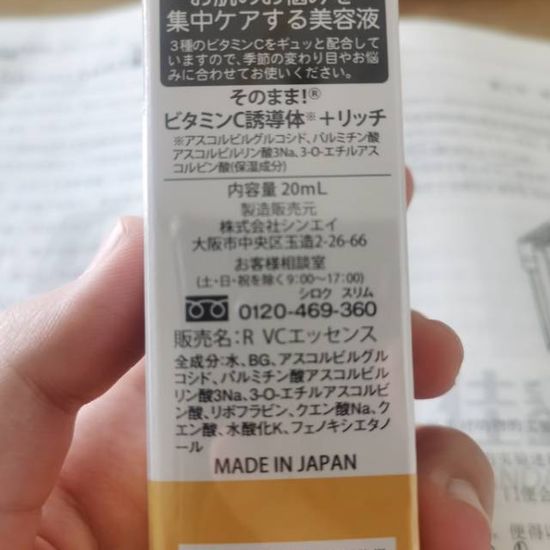 お肌のお悩みを
集中ケアする美容液
3種のビタミンCをギュッと配合して
いますので、季節の変わり目やお悩
みに合わせてお使いください。
そのまま!®
ビタミンC誘導体※+リッチ
※アスコルビルグルコシド、パルミチン酸
アスコルビルリン酸3Na、3-O-エチルアス
コルビン酸(保湿成分)
内容量 20mL
製造販売元
株式会社シンエイ
大阪市中央区玉造2-26-66
お客様相談室
(土・日・祝を除く9:00~17:00)
シロク スリム
0120-469-360
販売名:R VCエッセンス
全成分:水、BG、アスコルビルグル
コシド、パルミチン酸アスコルビル
リン酸3Na、3-O-エチルアスコルビ
ン酸、リボフラビン、クエン酸Na、ク
エン酸、水酸化K、フェノキシエタノ
ール
MADE IN JAPAN